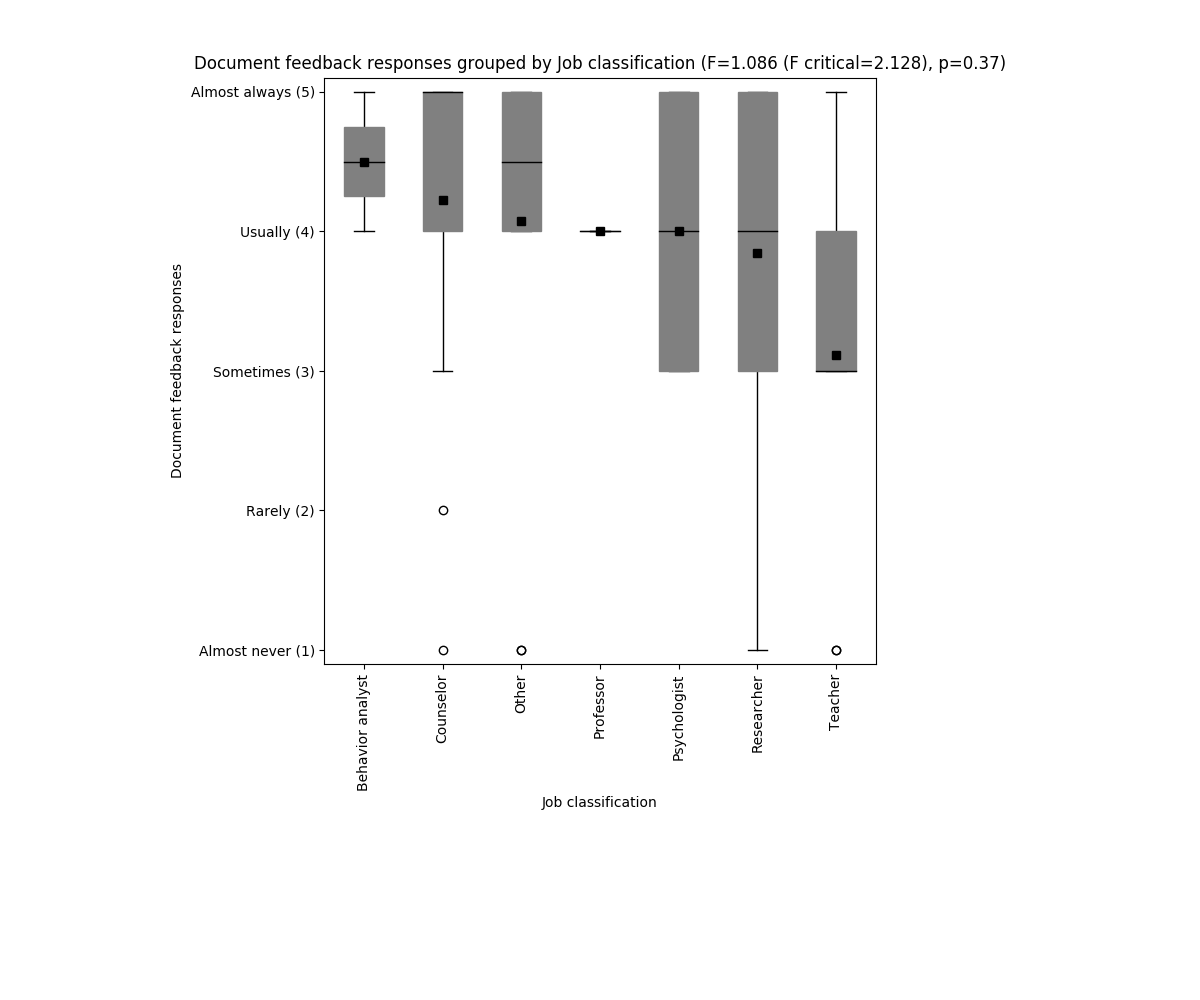 Document feedback responses grouped by Job classification (F=1.086 (F critical=2.128), p=0.37)
Almost always (5)
Usually (4)
Sometimes (3)
Rarely (2)
Almost never (1)
Document feedback responses
Behavior analyst
Counselor
Other
Professor
Psychologist
Researcher
Teacher
Job classification